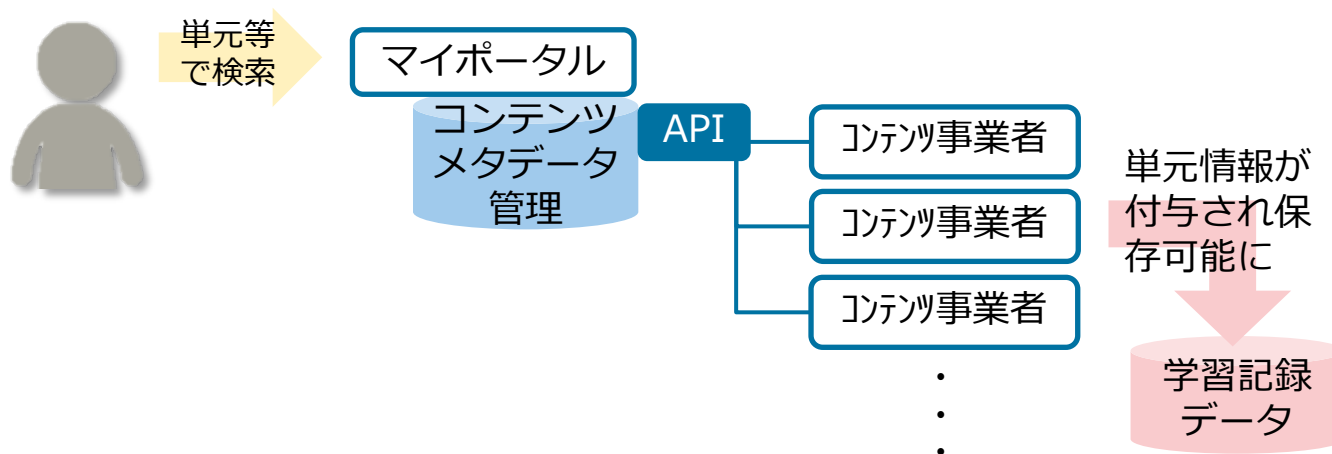 単元等
で検索
マイポータル
コンテンツ
メタデータ
管理
API
ｺﾝﾃﾝﾂ事業者
ｺﾝﾃﾝﾂ事業者
ｺﾝﾃﾝﾂ事業者
・
・
・
単元情報が
付与され保
存可能に
学習記録
データ